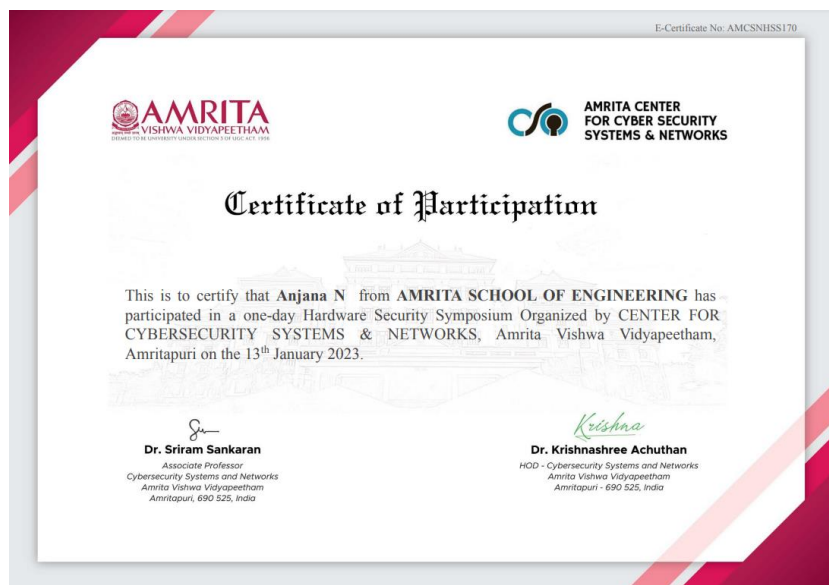 E-Certificate No: AMCSNHSS170
AMRITA
VISHWA VIDYAPEETHAM
(DEEMED TO BE UNIVERSITY UNDER SECTION 3 OF UGC ACT, 1956)
AMRITA CENTER
FOR CYBER SECURITY
SYSTEMS & NETWORKS
Certificate of Participation
This is to certify that Anjana N from AMRITA SCHOOL OF ENGINEERING has
participated in a one-day Hardware Security Symposium Organized by CENTER FOR
CYBERSECURITY SYSTEMS & NETWORKS, Amrita Vishwa Vidyapeetham,
Amritapuri on the 13th January 2023.
Krishna
Dr. Sriram Sankaran
Associate Professor
Cybersecurity Systems and Networks
Amrita Vishwa Vidyapeetham
Amritapuri, 690 525, India
Dr. Krishnashree Achuthan
HOD - Cybersecurity Systems and Networks
Amrita Vishwa Vidyapeetham
Amritapuri - 690 525, India